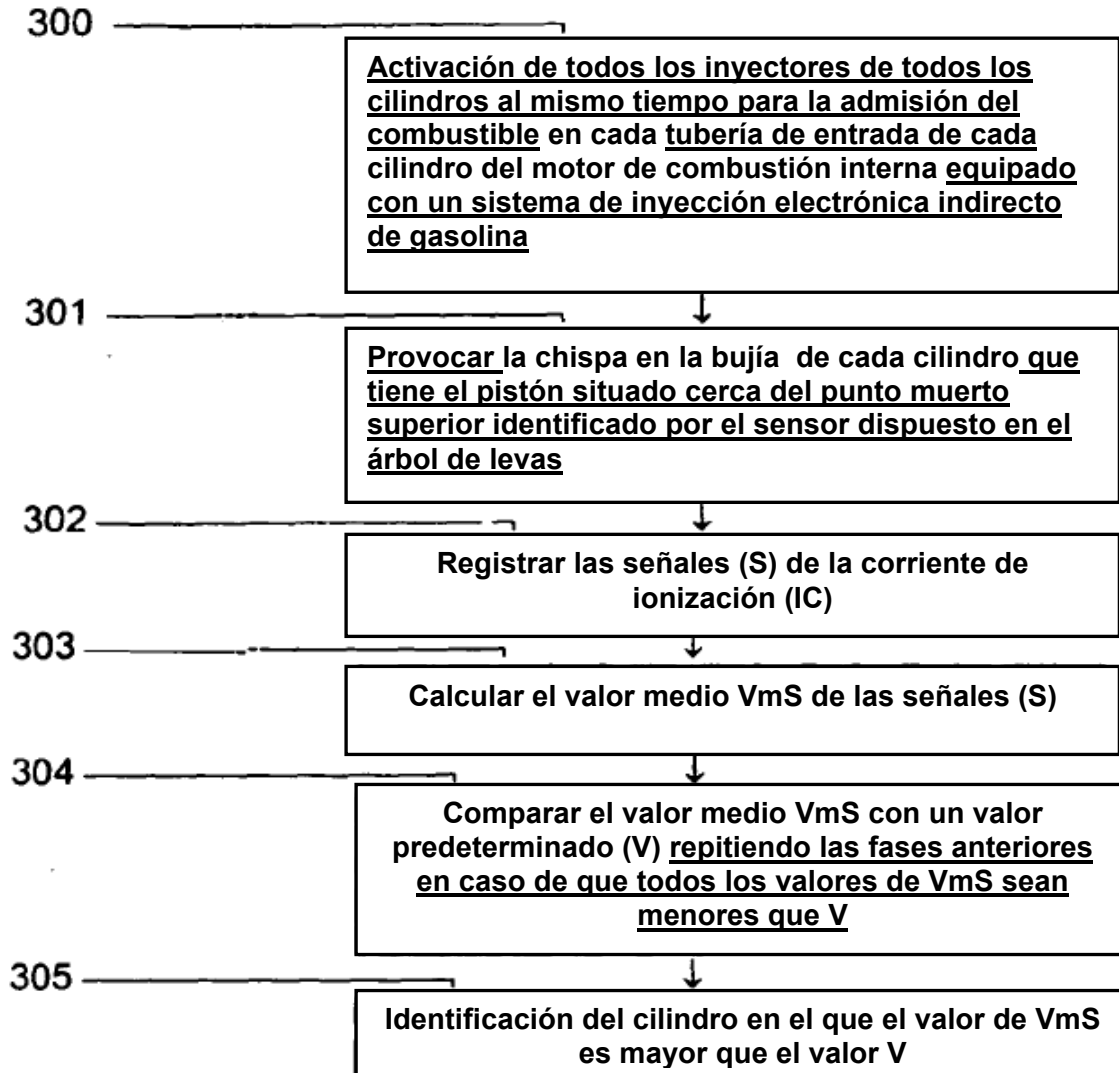 300
Activación de todos los inyectores de todos los
cilindros al mismo tiempo para la admisión del
combustible en cada tubería de entrada de cada
cilindro del motor de combustión interna equipado
con un sistema de inyección electrónica indirecto
de gasolina
301
Provocar la chispa en la bujía de cada cilindro que
tiene el pistón situado cerca del punto muerto
superior identificado por el sensor dispuesto en el
árbol de levas
302
Registrar las señales (S) de la corriente de
ionización (IC)
303
Calcular el valor medio VmS de las señales (S)
304
Comparar el valor medio VmS con un valor
predeterminado (V) repitiendo las fases anteriores
en caso de que todos los valores de VmS sean
menores que V
305
Identificación del cilindro en el que el valor de VmS
es mayor que el valor V